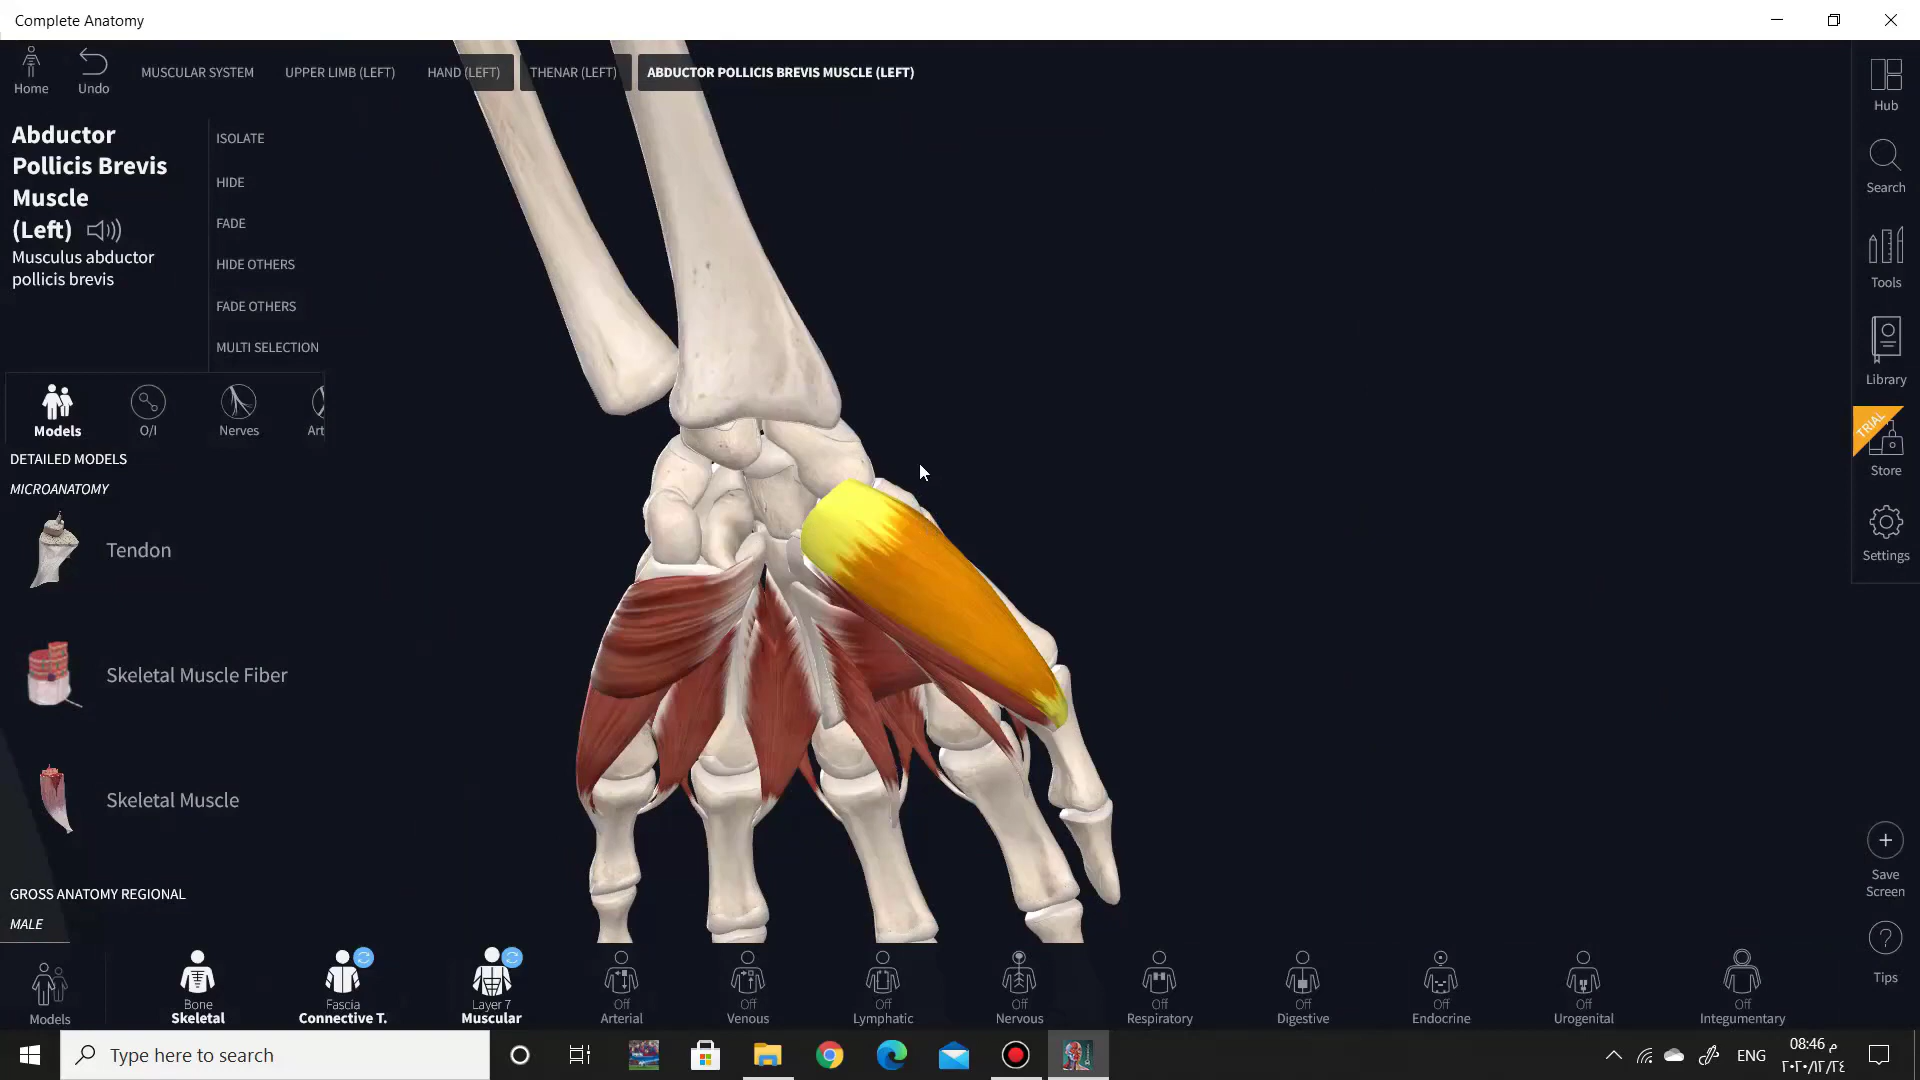 Complete Anatomy
Home
Undo
MUSCULAR SYSTEM
UPPER LIMB (LEFT)
HAND (LEFT)
THENAR (LEFT)
ABDUCTOR POLLICIS BREVIS MUSCLE (LEFT)
Abductor
Pollicis Brevis
Muscle
(Left)
Musculus abductor
pollicis brevis
ISOLATE
HIDE
FADE
HIDE OTHERS
FADE OTHERS
MULTI SELECTION
Models
O/I
Nerves
Art
DETAILED MODELS
MICROANATOMY
Tendon
Skeletal Muscle Fiber
Skeletal Muscle
GROSS ANATOMY REGIONAL
MALE
Hub
Search
Tools
Library
TRIAL
Store
Settings
Save
Screen
Tips
Models
Bone
Skeletal
Fascia
Connective T.
Layer 7
Muscular
Off
Arterial
Off
Venous
Off
Lymphatic
Off
Nervous
Off
Respiratory
Off
Digestive
Off
Endocrine
Off
Urogenital
Off
Integumentary
Type here to search
ENG
08:46 م
٢٠٢٠/١٢/٢٤